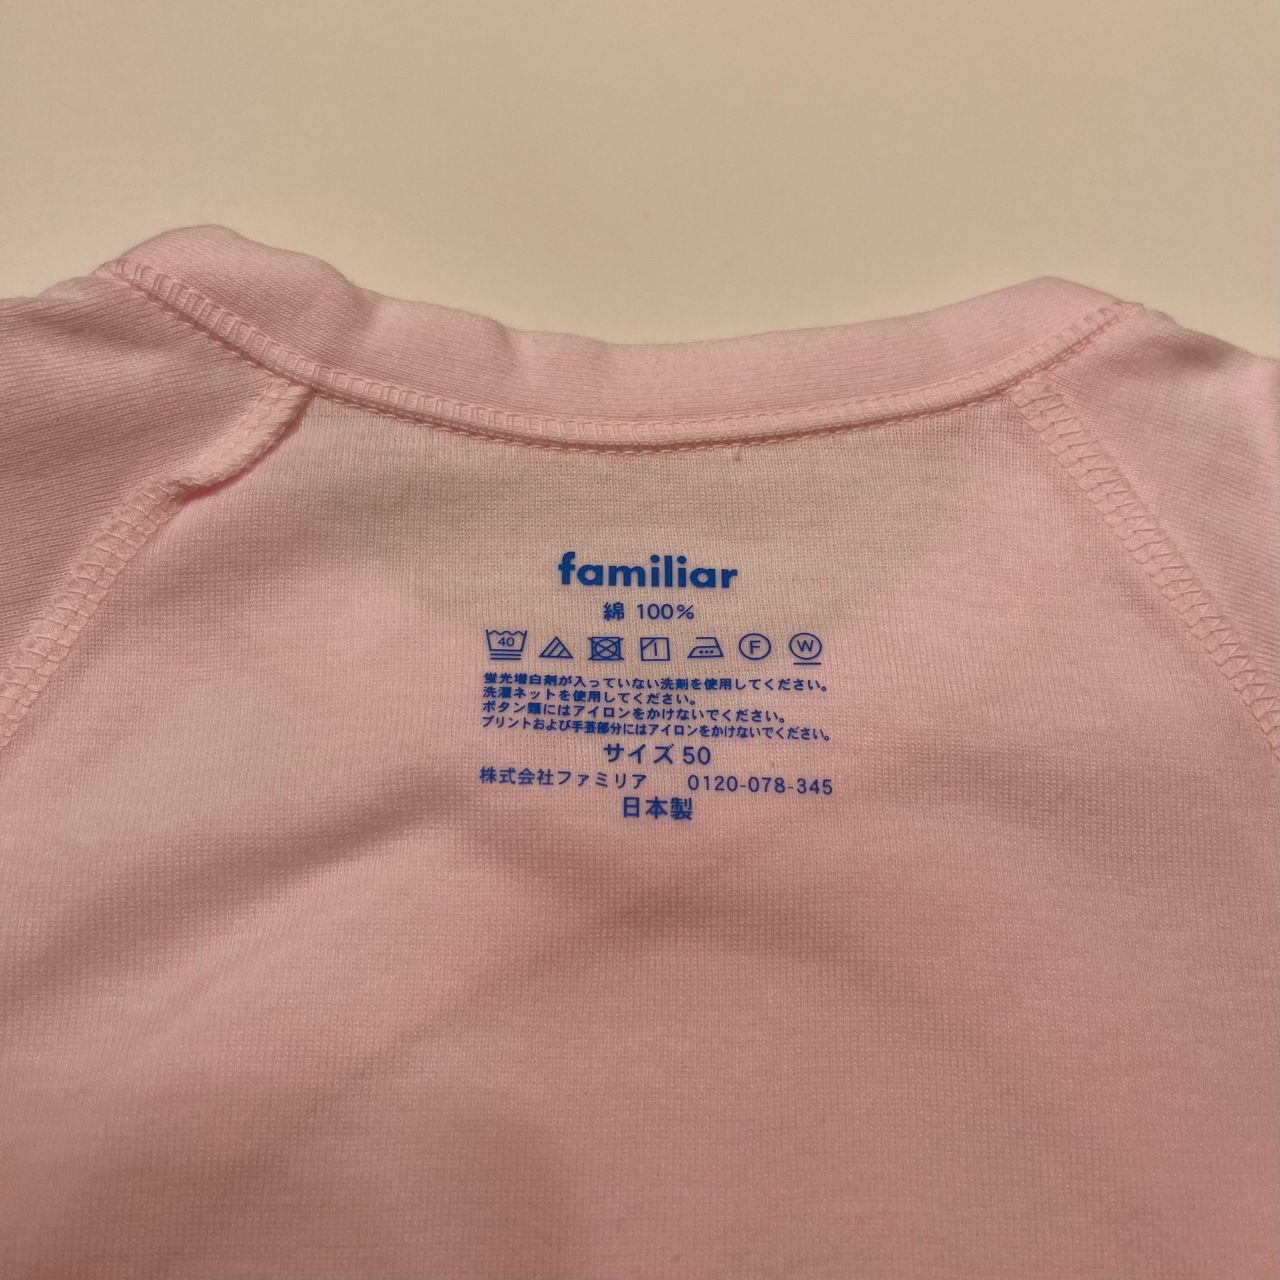 familiar
綿 100%
40
F
W
蛍光増白剤が入っていない洗剤を使用してください。
洗濯ネットを使用してください。
ボタン類にはアイロンをかけないでください。
プリントおよび手芸部分にはアイロンをかけないでください。
サイズ 50
株式会社ファミリア 0120-078-345
日本製